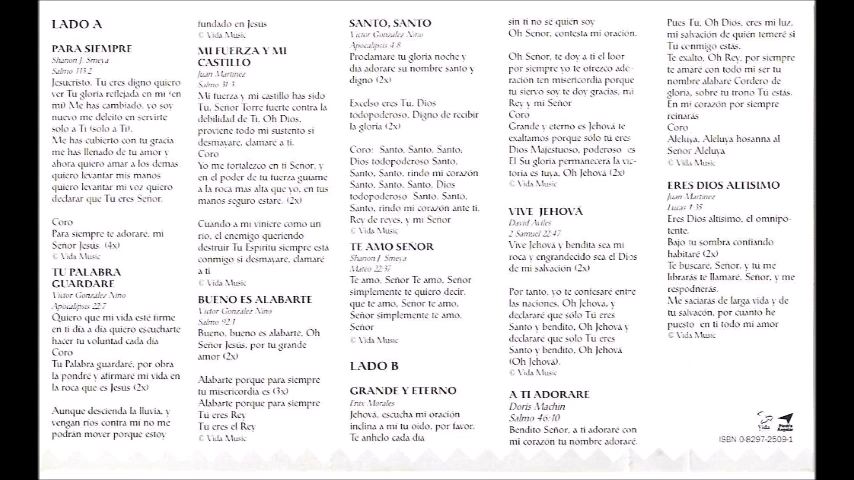 LADO A
PARA SIEMPRE
Sharon J. Smeya
Salmo 113:2
Jesucristo, Tu eres digno quiero
ver Tu gloria reflejada en mi (en
mi) Me has cambiado, yo soy
nuevo me deleito en servirte
solo a Ti (solo a Ti).
Me has cubierto con tu gracia
me has llenado de tu amor y
ahora quiero amar a los demas
quiero levantar mis manos
quiero levantar mi voz quiero
declarar que Tu eres Señor.
Coro
Para siempre te adorare, mi
Señor Jesus. (4x)
© Vida Music
TU PALABRA
GUARDARE
Victor Gonzalez Nino
Apocalipsis 22:7
Quiero que mi vida esté firme
en ti día a día quiero escucharte
hacer tu voluntad cada día
Coro
Tu Palabra guardaré, por obra
la pondré y afirmaré mi vida en
la roca que es Jesus (2x)
Aunque descienda la lluvia, y
vengan ríos contra mi no me
podrán mover porque estoy
fundado en Jesus
© Vida Music
MI FUERZA Y MI
CASTILLO
Juan Martinez
Salmo 31:3
Mi fuerza y mi castillo has sido
Tu, Señor Torre fuerte contra la
debilidad de Ti, Oh Dios,
proviene todo mi sustento si
desmayare, clamare a ti.
Coro
Yo me fortalezco en ti Señor, y
en el poder de tu fuerza guiame
a la roca mas alta que yo, en tus
manos seguro estare. (2x)
Cuando a mi viniere como un
rio, el enemigo queriendo
destruir Tu Espiritu siempre esta
conmigo si desmayare, clamaré
a ti
© Vida Music
BUENO ES ALABARTE
Victor Gonzalez Nino
Salmo 92:1
Bueno, bueno es alabarte, Oh
Señor Jesús, por tu grande
amor (2x)
Alabarte porque para siempre
tu misericordia es (3x)
Alabarte porque para siempre
Tu eres Rey
Tu eres el Rey
© Vida Music
SANTO, SANTO
Victor Gonzalez Nino
Apocalipsis 4:8
Proclamare tu gloria noche y
dia adorare su nombre santo y
digno (2x)
Excelso eres Tu, Dios
todopoderoso, Digno de recibir
la gloria (2x)
Coro: Santo, Santo, Santo,
Dios todopoderoso Santo,
Santo, Santo, rindo mi corazón
Santo, Santo, Santo, Dios
todopoderoso Santo, Santo,
Santo, rindo mi corazón ante ti,
Rey de reyes, y mi Señor
© Vida Music
TE AMO SEÑOR
Sharon J. Smeya
Mateo 22:37
Te amo, Señor Te amo, Señor
simplemente te quiero decir,
que te amo, Señor te amo,
Señor simplemente te amo,
Señor
© Vida Music
LADO B
GRANDE Y ETERNO
Erix Morales
Jehová, escucha mi oración
inclina a mi tu oido, por favor,
Te anhelo cada día
sin ti no se quien soy
Oh Señor, contesta mi oración.
Oh Señor, te doy a ti el loor
por siempre yo te ofrezco ado-
ración ten misericordia porque
tu siervo soy te doy gracias, mi
Rey y mi Señor
Coro
Grande y eterno es Jehová te
exaltamos porque sólo tú eres
Dios Majestuoso, poderoso es
El Su gloria permanecerá la vic-
toria es tuya, Oh Jehová (2x)
© Vida Music
VIVE JEHOVÁ
David Aviles
2 Samuel 22:47
Vive Jehová y bendita sea mi
roca y engrandecido sea el Dios
de mi salvación (2x)
Por tanto, yo te confesaré entre
las naciones, Oh Jehová, y
declararé que sólo Tú eres
Santo y bendito, Oh Jehová y
declararé que sólo Tu eres
Santo y bendito, Oh Jehová
(Oh Jehová).
© Vida Music
A TI ADORARE
Doris Machin
Salmo 46:10
Bendito Señor, a ti adoraré con
mi corazón tu nombre adoraré.
Pues Tu, Oh Dios, eres mi luz,
mi salvación de quien temeré si
Tu conmigo estás.
Te exalto, Oh Rey, por siempre
te amaré con todo mi ser tu
nombre alabaré Cordero de
gloria, sobre tu trono Tu estás.
En mi corazón por siempre
reinarás
Coro
Aleluya, Aleluya hosanna al
Señor Aleluya
© Vida Music
ERES DIOS ALTISIMO
Juan Martinez
Lucas 1:35
Eres Dios altisimo, el omnipo-
tente.
Bajo tu sombra confiando
habitaré (2x)
Te buscare, Señor, y tu me
libraras te llamaré, Señor, y me
responderás.
Me saciaras de larga vida y de
tu salvacón, por cuanto he
puesto en ti todo mi amor
© Vida Music
Vida
ISBN 0-8297-2509-1